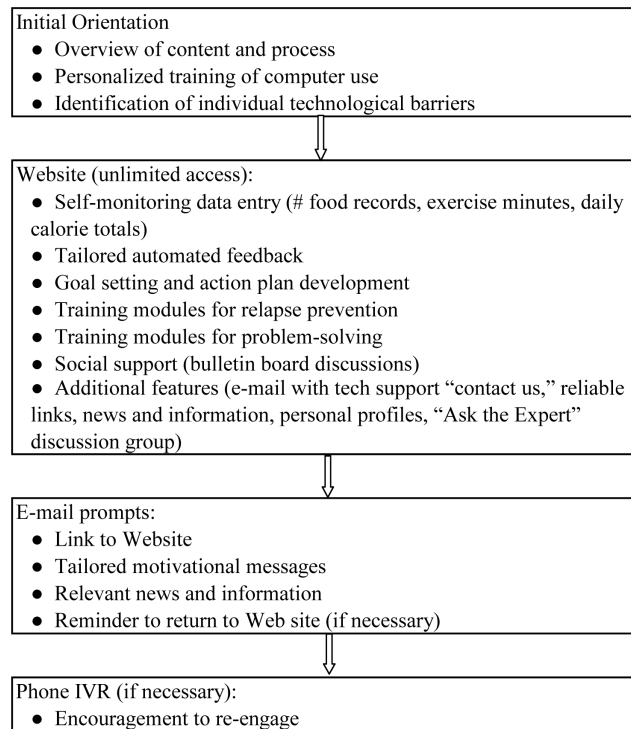 Initial Orientation
● Overview of content and process
● Personalized training of computer use
● Identification of individual technological barriers
Website (unlimited access):
● Self-monitoring data entry (# food records, exercise minutes, daily
calorie totals)
● Tailored automated feedback
● Goal setting and action plan development
● Training modules for relapse prevention
● Training modules for problem-solving
● Social support (bulletin board discussions)
● Additional features (e-mail with tech support “contact us,” reliable
links, news and information, personal profiles, “Ask the Expert”
discussion group)
E-mail prompts:
● Link to Website
● Tailored motivational messages
● Relevant news and information
● Reminder to return to Web site (if necessary)
Phone IVR (if necessary):
● Encouragement to re-engage